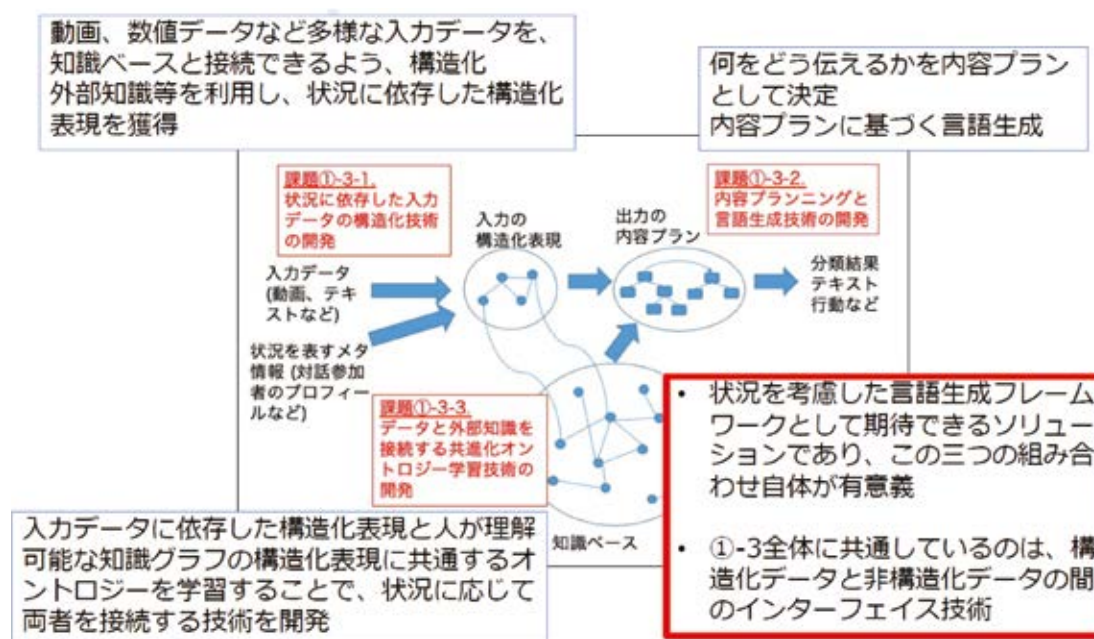 動画、数値データなど多様な入力データを、
知識ベースと接続できるよう、構造化
外部知識等を利用し、状況に依存した構造化
表現を獲得
何をどう伝えるかを内容プラン
として決定
内容プランに基づく言語生成
課題①-3-1.
状況に依存した入力
データの構造化技術
の開発
入力の
構造化表現
出力の
内容プラン
課題①-3-2.
内容プランニングと
言語生成技術の開発
入力データ
(動画、テキ
ストなど)
分類結果
テキスト
行動など
状況を表すメタ
情報 (対話参加
者のプロフィー
ルなど)
課題①-3-3.
データと外部知識を
接続する共進化オン
トロジー学習技術の
開発
知識ベース
• 状況を考慮した言語生成フレーム
ワークとして期待できるソリュー
ションであり、この三つの組み合
わせ自体が有意義
• ①-3全体に共通しているのは、構
造化データと非構造化データの間
のインターフェイス技術
入力データに依存した構造化表現と人が理解
可能な知識グラフの構造化表現に共通するオ
ントロジーを学習することで、状況に応じて
両者を接続する技術を開発